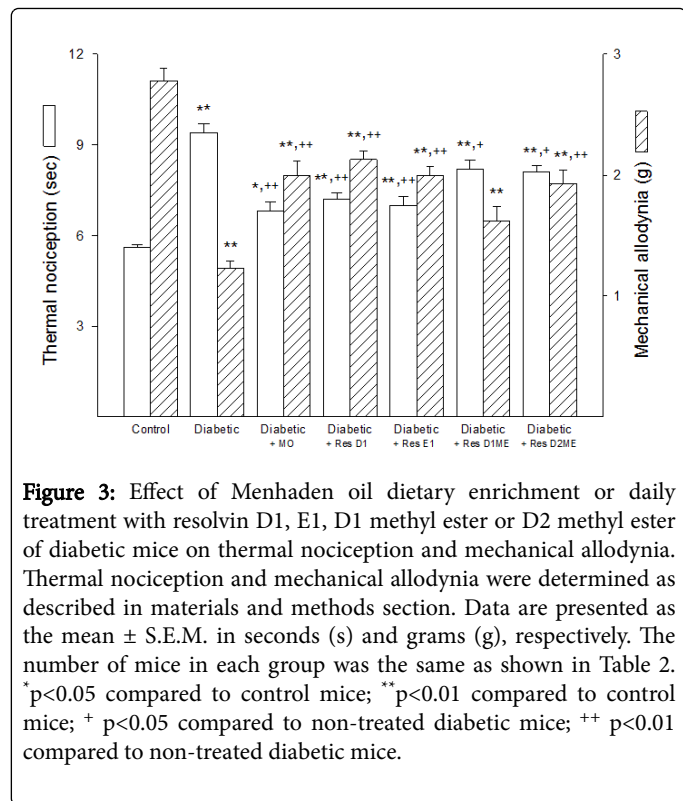 12
9
6
3
Thermal nociception (sec)
3
2
1
Mechanical allodynia (g)
**
**
*,++
**,++
**,++
**,++
**,++
**,++
**,+
**
**,+
**,++
Control
Diabetic
Diabetic + MO
Diabetic + Res D1
Diabetic + Res E1
Diabetic + Res D1ME
Diabetic + Res D2ME
Figure 3: Effect of Menhaden oil dietary enrichment or daily
treatment with resolvin D1, E1, D1 methyl ester or D2 methyl ester
of diabetic mice on thermal nociception and mechanical allodynia.
Thermal nociception and mechanical allodynia were determined as
described in materials and methods section. Data are presented as
the mean ± S.E.M. in seconds (s) and grams (g), respectively. The
number of mice in each group was the same as shown in Table 2.
*p<0.05 compared to control mice; **p<0.01 compared to control
mice; + p<0.05 compared to non-treated diabetic mice; ++ p<0.01
compared to non-treated diabetic mice.